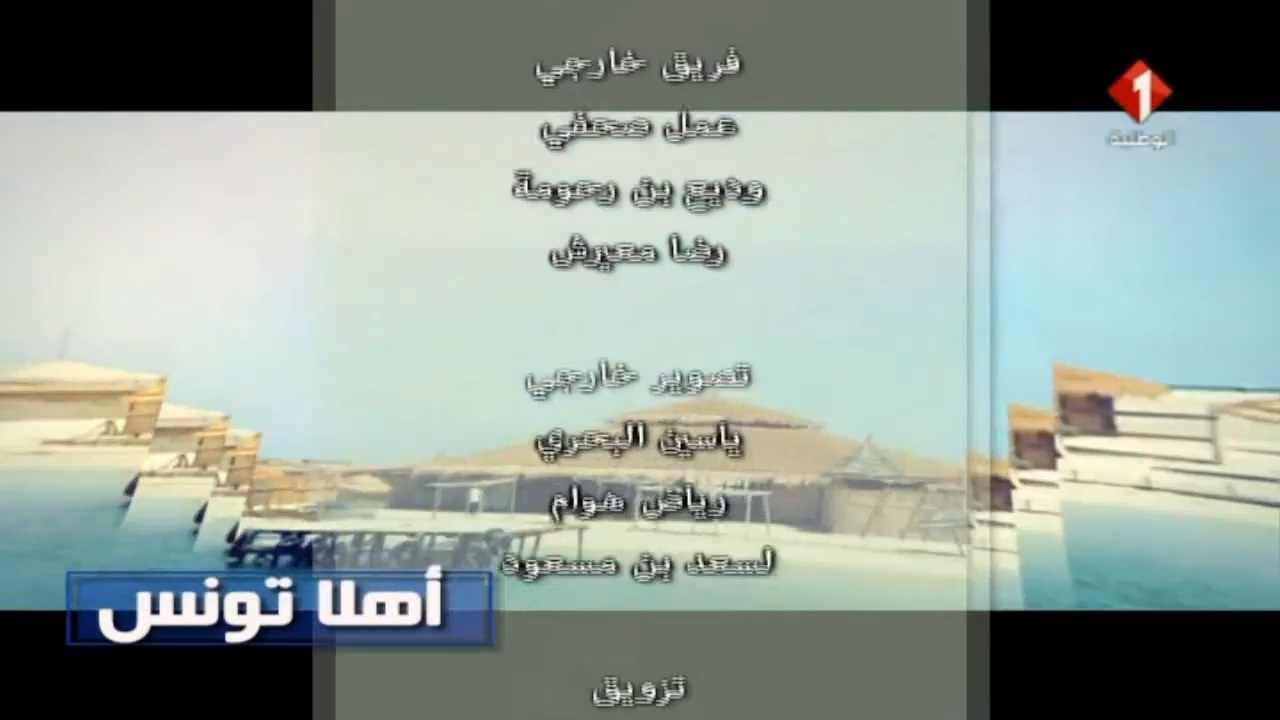 فريق خارجي
عمل صحفي
وديع بن رحومة
رضا معيرش
تصوير خارجي
ياسين البحري
رياض هوام
لسعد بن مسعود
تزويق
أهلا تونس
1
الوطنية